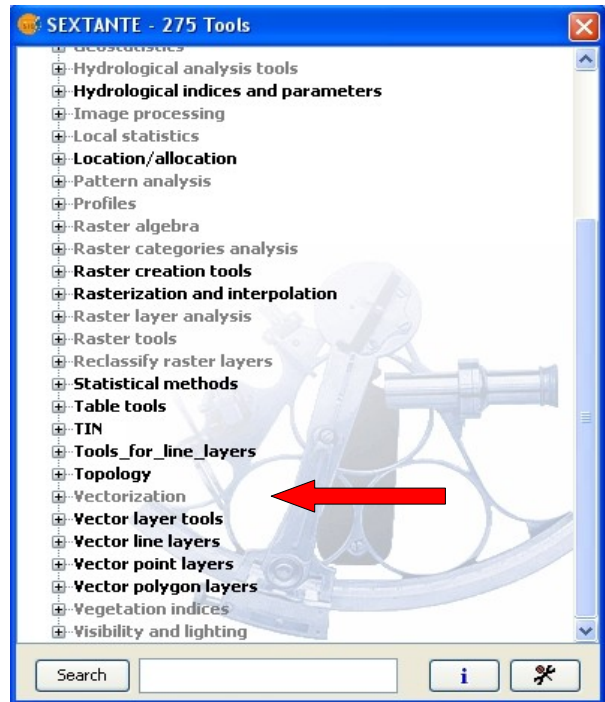 SEXTANTE - 275 Tools
Geostatistics
Hydrological analysis tools
Hydrological indices and parameters
Image processing
Local statistics
Location/allocation
Pattern analysis
Profiles
Raster algebra
Raster categories analysis
Raster creation tools
Rasterization and interpolation
Raster layer analysis
Raster tools
Reclassify raster layers
Statistical methods
Table tools
TIN
Tools_for_line_layers
Topology
Vectorization
Vector layer tools
Vector line layers
Vector point layers
Vector polygon layers
Vegetation indices
Visibility and lighting
Search
i